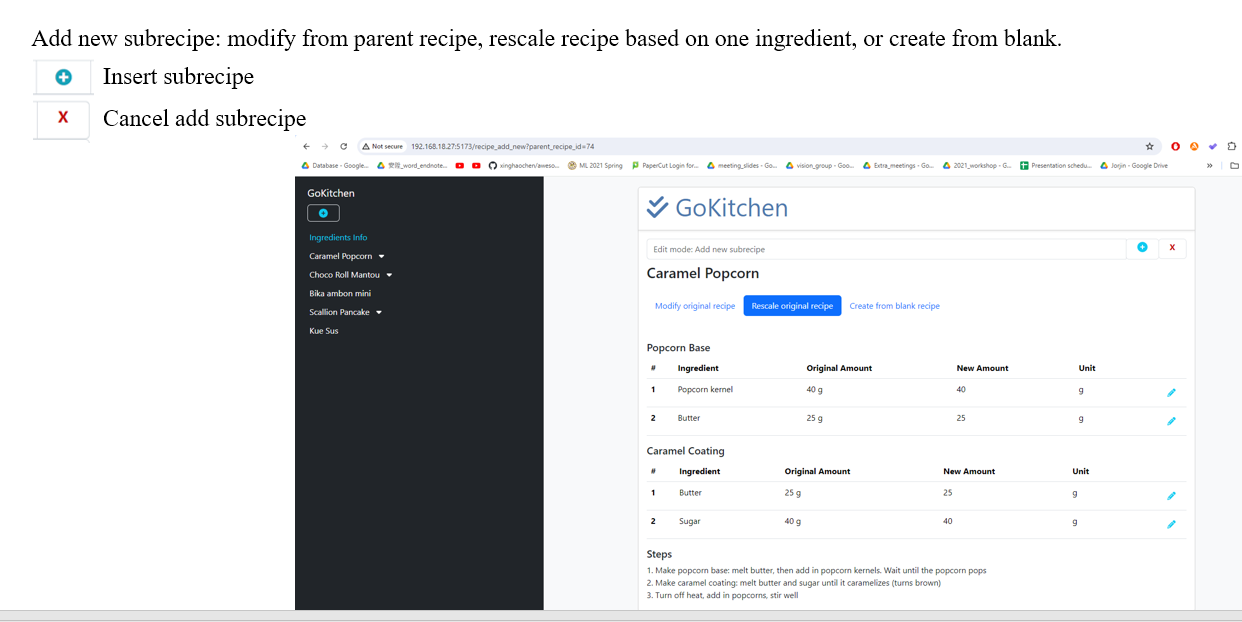 Add new subrecipe: modify from parent recipe, rescale recipe based on one ingredient, or create from blank.
Insert subrecipe
X Cancel add subrecipe
Not secure 192.168.18.27:5173/recipe_add_new?parent_recipe_id=74
Database - Google... word_endnote... xinghaochen/aweso... ML 2021 Spring PaperCut Login for... meeting_slides - Go... vision_group - Goo... Extra_meetings - Go... 2021_workshop - G... Presentation schedu... Jorjin - Google Drive »
GoKitchen
Ingredients Info
Caramel Popcorn
Choco Roll Mantou
Bika ambon mini
Scallion Pancake
Kue Sus
GoKitchen
Edit mode: Add new subrecipe X
Caramel Popcorn
Modify original recipe Rescale original recipe Create from blank recipe
Popcorn Base
# Ingredient Original Amount New Amount Unit
1 Popcorn kernel 40 g 40 g
2 Butter 25 g 25 g
Caramel Coating
# Ingredient Original Amount New Amount Unit
1 Butter 25 g 25 g
2 Sugar 40 g 40 g
Steps
1. Make popcorn base: melt butter, then add in popcorn kernels. Wait until the popcorn pops
2. Make caramel coating: melt butter and sugar until it caramelizes (turns brown)
3. Turn off heat, add in popcorns, stir well